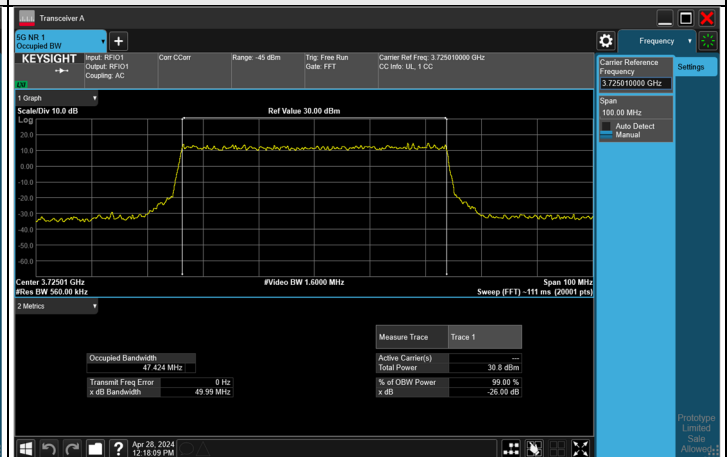 Transceiver A
5G NR 1
Occupied BW
Frequency
KEYSIGHT
Input: RFIO1
Output: RFIO1
Coupling: AC
Corr CCorr
Range: -45 dBm
Trig: Free Run
Gate: FFT
Carrier Ref Freq: 3.725010000 GHz
CC Info: UL, 1 CC
LXI
Carrier Reference
Frequency
3.725010000 GHz
Settings
Span
100.00 MHz
Auto Detect
Manual
1 Graph
Scale/Div 10.0 dB
Ref Value 30.00 dBm
Log
20.0
10.0
0.00
-10.0
-20.0
-30.0
-40.0
-50.0
-60.0
Center 3.72501 GHz
#Video BW 1.6000 MHz
Span 100 MHz
#Res BW 560.00 kHz
Sweep (FFT) ~111 ms (20001 pts)
2 Metrics
Measure Trace
Trace 1
Occupied Bandwidth
47.424 MHz
Active Carrier(s)
---
Total Power
30.8 dBm
Transmit Freq Error
0 Hz
% of OBW Power
99.00 %
x dB Bandwidth
49.99 MHz
x dB
-26.00 dB
Prototype
Limited
Sale
Allowed
?
Apr 28, 2024
12:18:09 PM